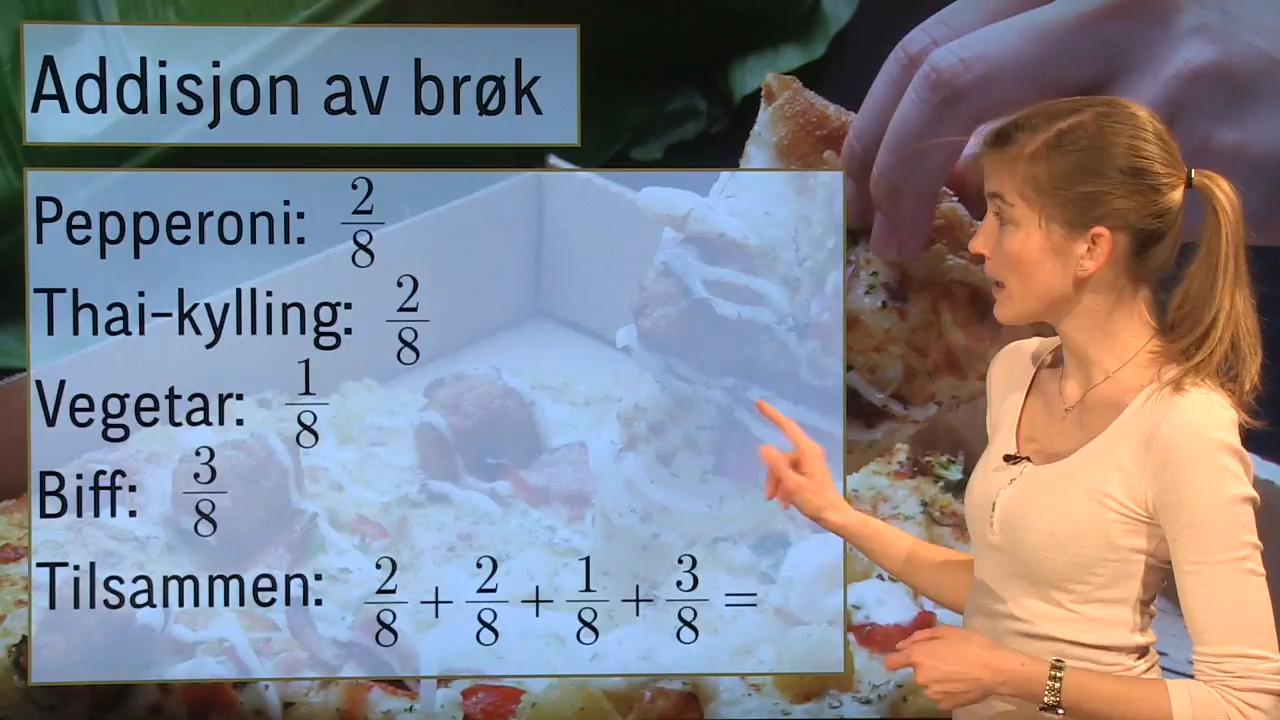 Addisjon av brøk
Pepperoni: 2/8
Thai-kylling: 2/8
Vegetar: 1/8
Biff: 3/8
Tilsammen: 2/8 + 2/8 + 1/8 + 3/8 =